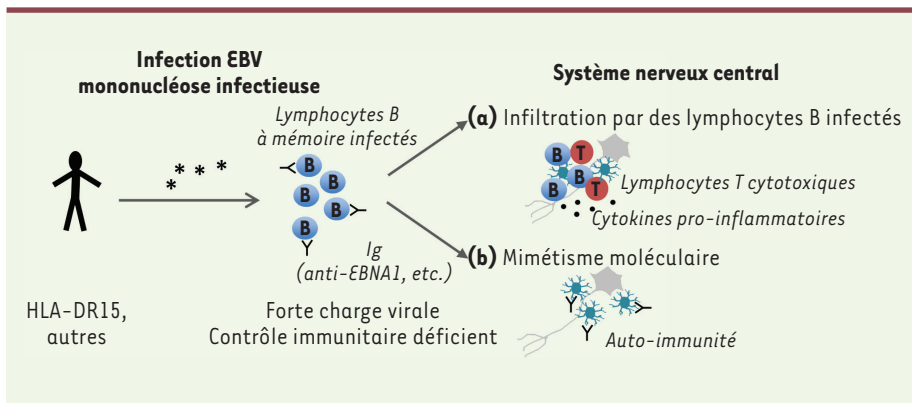 Infection EBV
mononucléose infectieuse
Système nerveux central
Lymphocytes B
à mémoire infectés
(a) Infiltration par des lymphocytes B infectés
B
B
B
B
B
B
T
B
B
T
Lymphocytes T cytotoxiques
Cytokines pro-inflammatoires
Ig
(anti-EBNA1, etc.)
(b) Mimétisme moléculaire
HLA-DR15,
autres
Forte charge virale
Contrôle immunitaire déficient
Auto-immunité